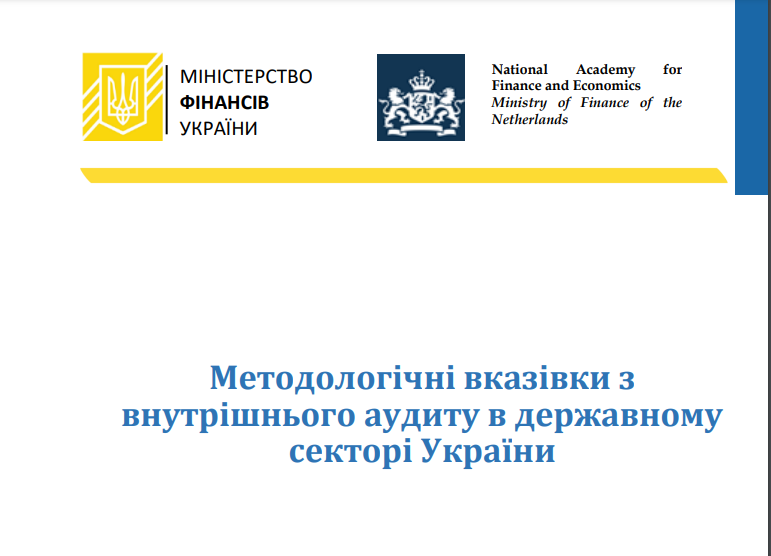 МІНІСТЕРСТВО
ФІНАНСІВ
УКРАЇНИ
National Academy for
Finance and Economics
Ministry of Finance of the
Netherlands
Методологічні вказівки з
внутрішнього аудиту в державному
секторі України